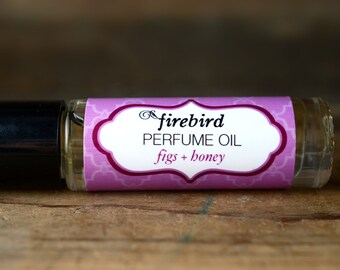 firebird
PERFUME OIL
figs + honey